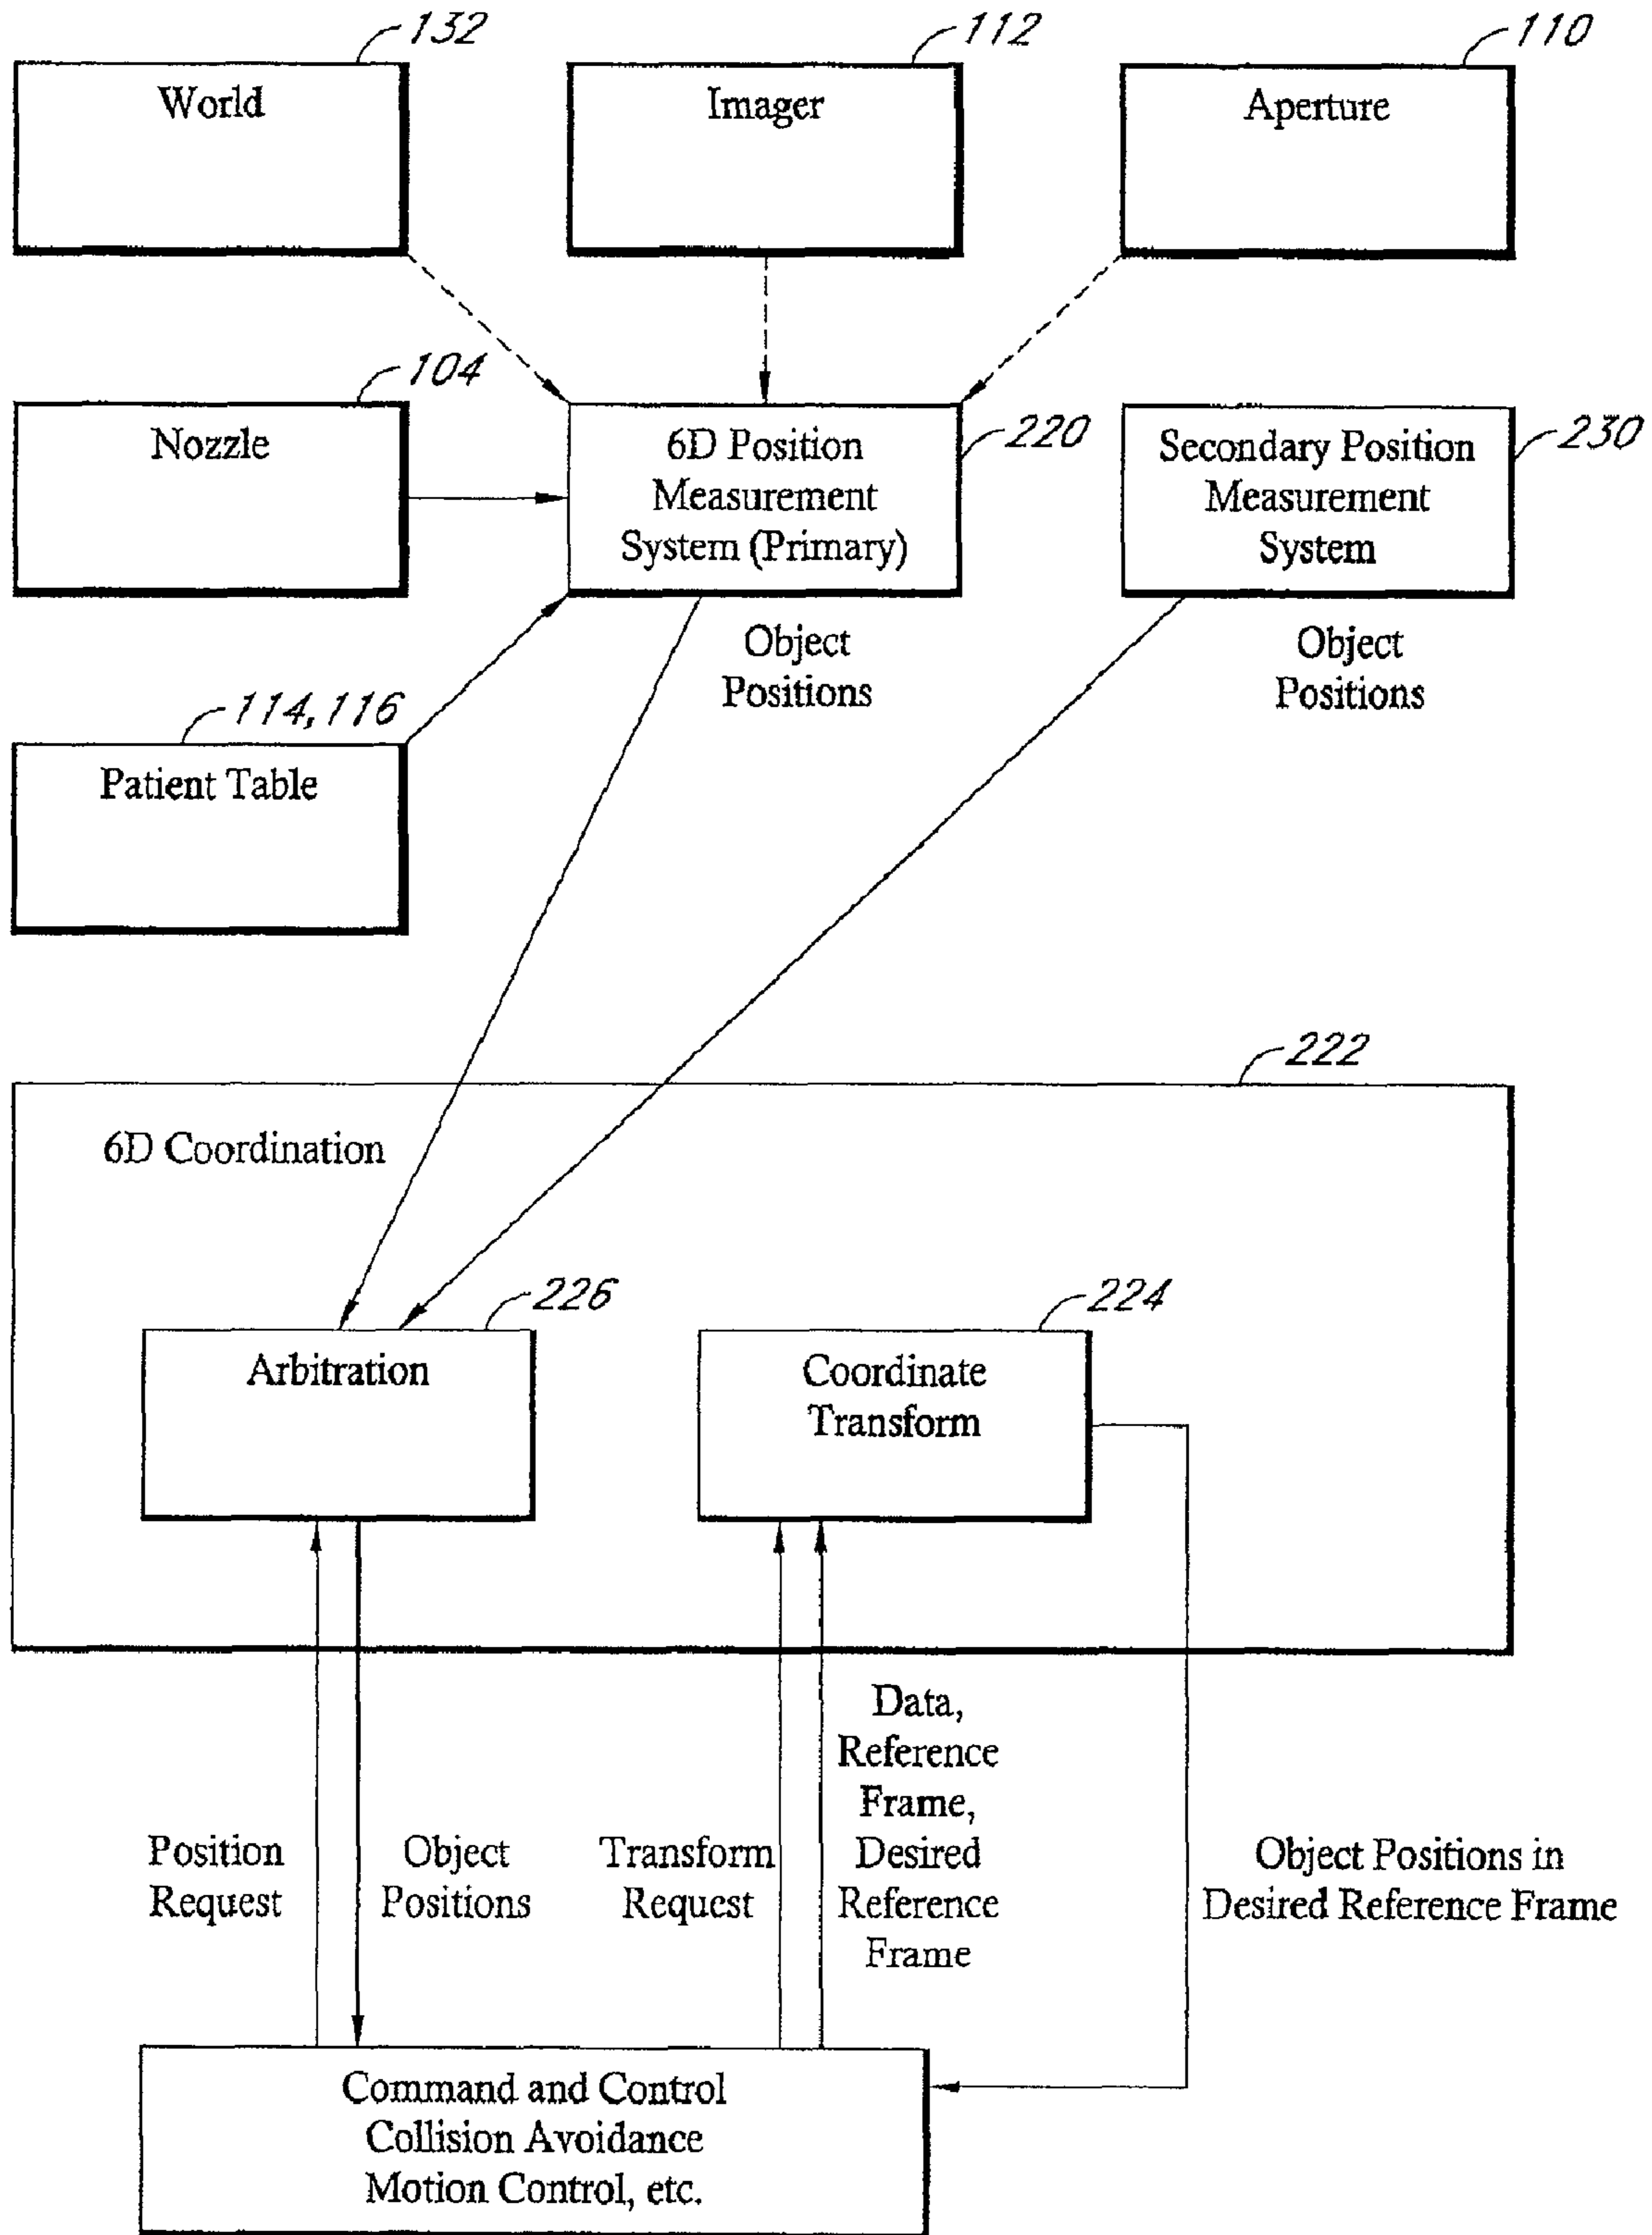 132
112
110
World
Imager
Aperture
104
Nozzle
6D Position
Measurement
System (Primary)
220
Secondary Position
Measurement
System
230
Object
Positions
Object
Positions
114, 116
Patient Table
222
6D Coordination
226
224
Arbitration
Coordinate
Transform
Position
Request
Object
Positions
Transform
Request
Data,
Reference
Frame,
Desired
Reference
Frame
Object Positions in
Desired Reference Frame
Command and Control
Collision Avoidance
Motion Control, etc.